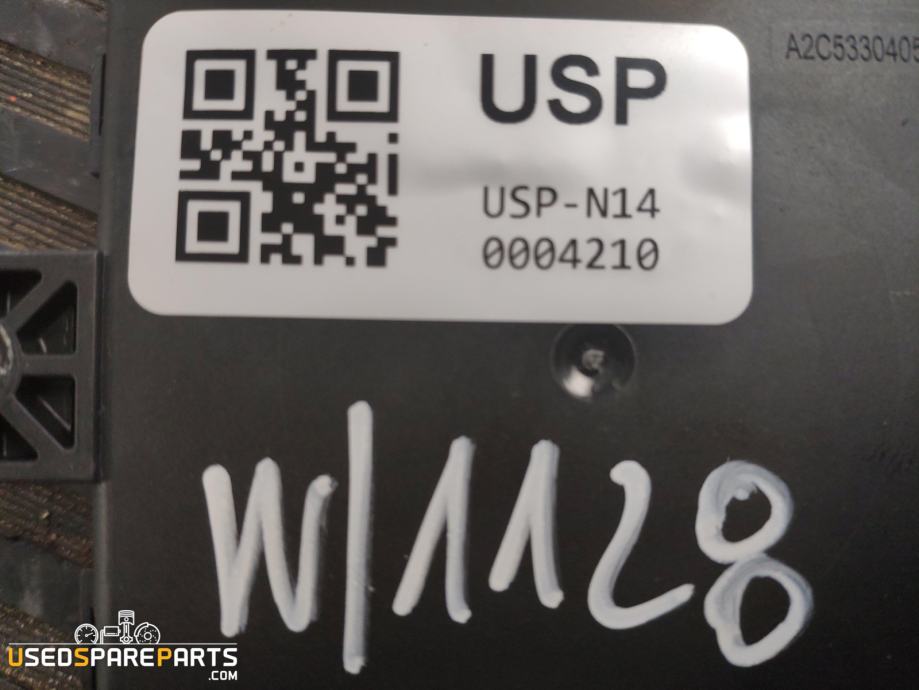 USP
A2C5330405
USP-N14
0004210
W/1128
USEDSPAREPARTS
.COM